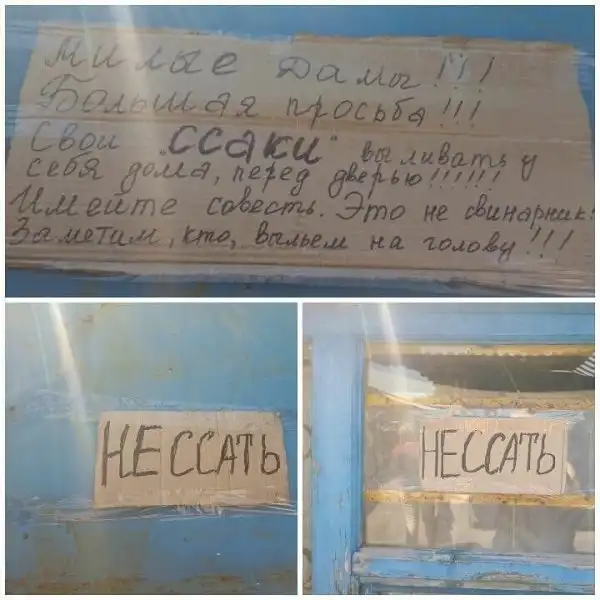 Милые дамы!!!
Большая просьба!!!
Свои „ССАКИ" выливать у
себя дома, перед дверью!!!!!!!
Имейте совесть. Это не свинарник!
Заметим, кто, выльем на голову!!!
НЕССАТЬ
НЕССАТЬ